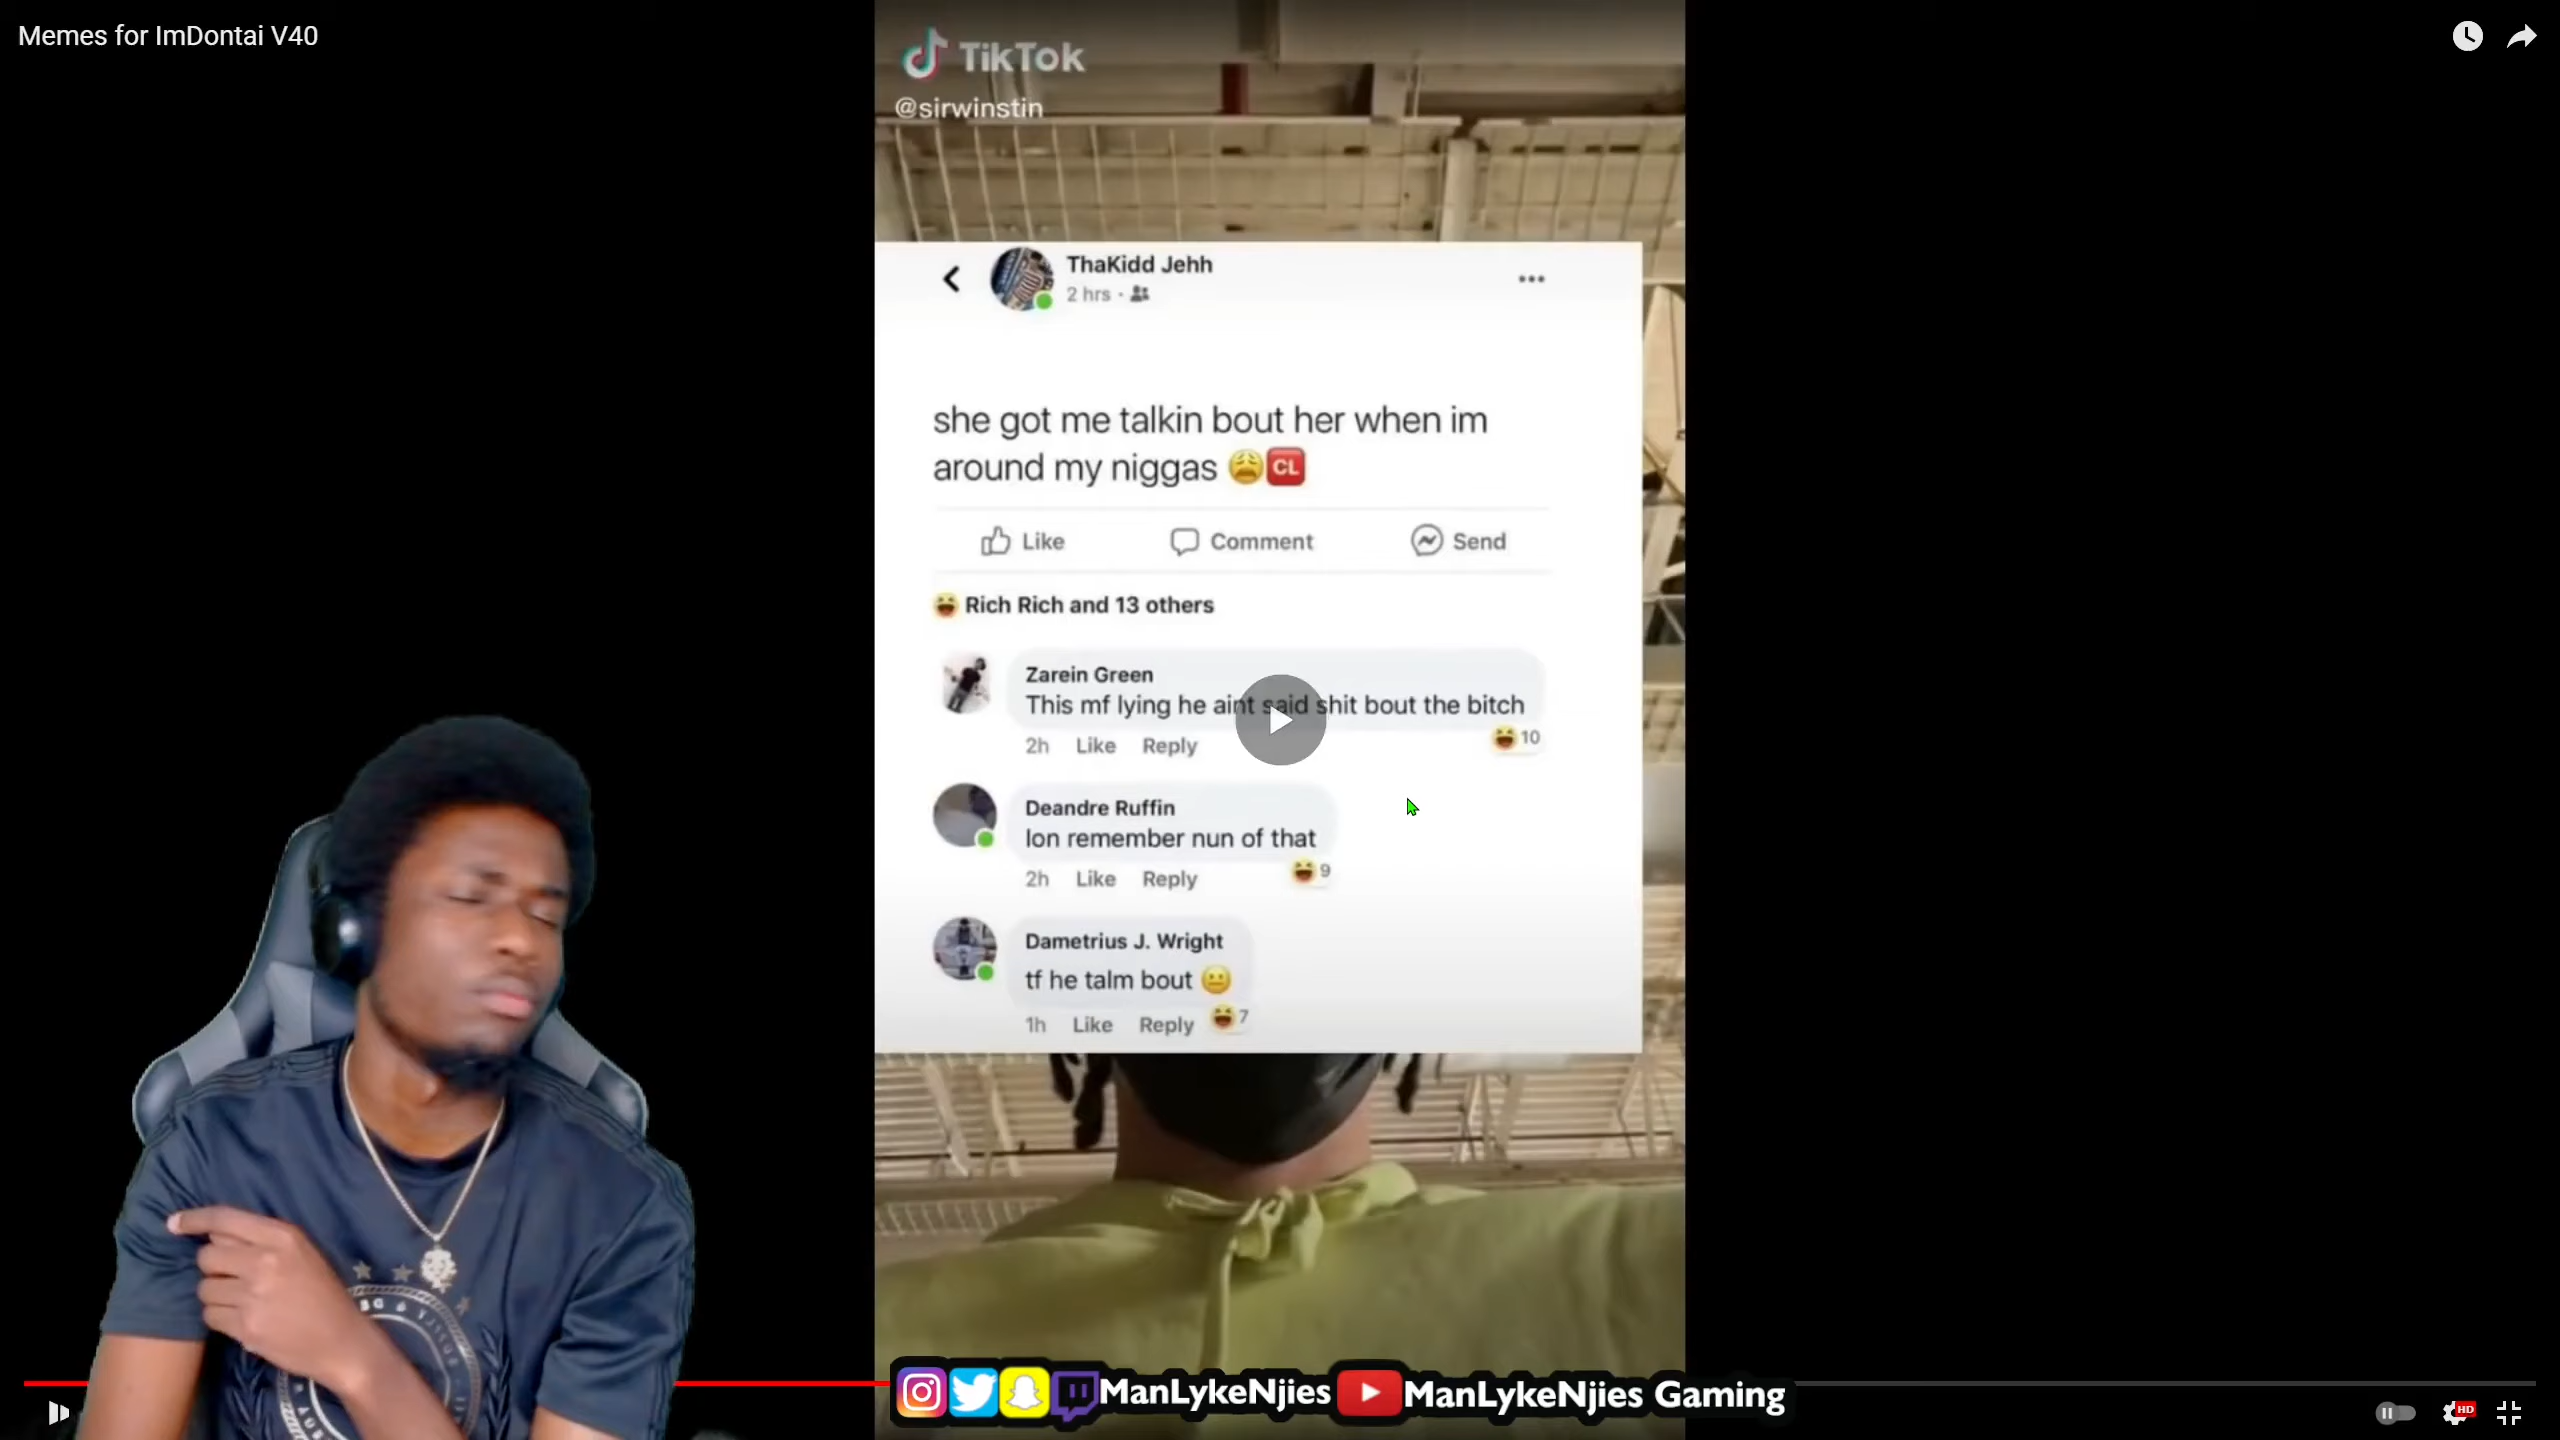 Memes for ImDontai V40
TikTok
@sirwinstin
ThaKidd Jehh
2 hrs
she got me talkin bout her when im
around my niggas 😩🆑
Like Comment Send
Rich Rich and 13 others
Zarein Green
This mf lying he aint said shit bout the bitch
2h Like Reply
10
Deandre Ruffin
Ion remember nun of that
2h Like Reply
9
Dametrius J. Wright
tf he talm bout 😐
1h Like Reply
7
ManLykeNjies
ManLykeNjies Gaming
HD